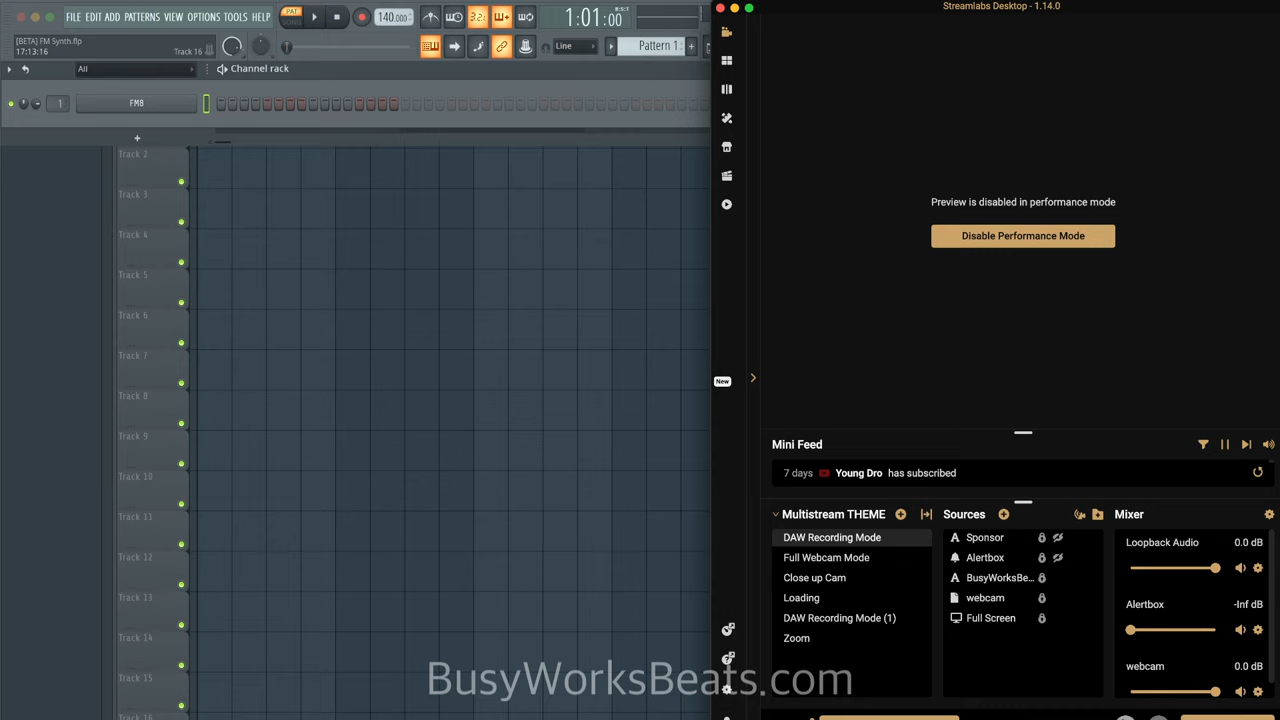 Streamlabs Desktop - 1.14.0
FILE EDIT ADD PATTERNS VIEW OPTIONS TOOLS HELP
PAT
SONG
140.000
3.2.
1:01:00
B:S:T
[BETA] FM Synth.flp
17:13:16
Track 16
Line
Pattern 1
All
Channel rack
1
FM8
+
Track 2
Track 3
Track 4
Track 5
Track 6
Track 7
Track 8
Track 9
Track 10
Track 11
Track 12
Track 13
Track 14
Track 15
Track 16
Preview is disabled in performance mode
Disable Performance Mode
New
Mini Feed
7 days Young Dro has subscribed
Multistream THEME
DAW Recording Mode
Full Webcam Mode
Close up Cam
Loading
DAW Recording Mode (1)
Zoom
Sources
Sponsor
Alertbox
BusyWorksBe...
webcam
Full Screen
Mixer
Loopback Audio 0.0 dB
Alertbox -Inf dB
webcam 0.0 dB
BusyWorksBeats.com